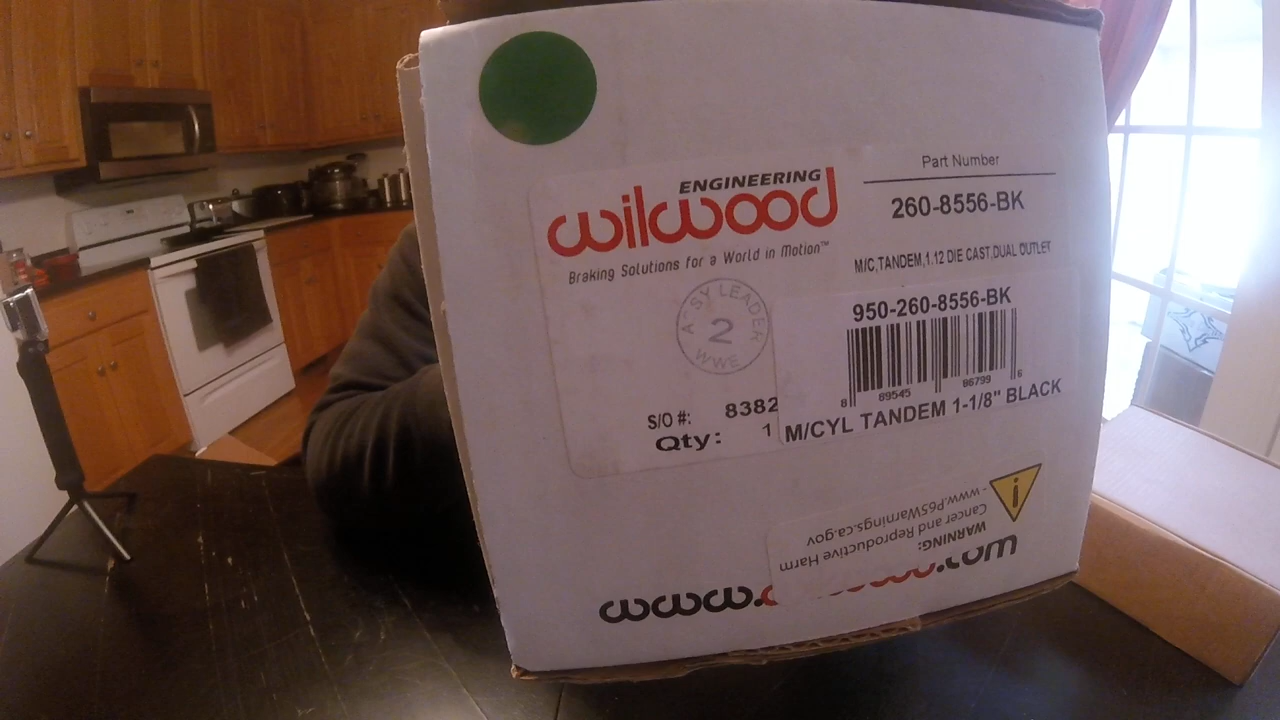 ENGINEERING
wilwood
Braking Solutions for a World in Motion™
Part Number
260-8556-BK
M/C,TANDEM,1.12 DIE CAST,DUAL OUTLET
A-SY LEADER
2
WWE
950-260-8556-BK
8 89545 86799 6
M/CYL TANDEM 1-1/8" BLACK
S/O #: 8382
Qty: 1
WARNING:
Cancer and Reproductive Harm
- www.P65Warnings.ca.gov
www. .com